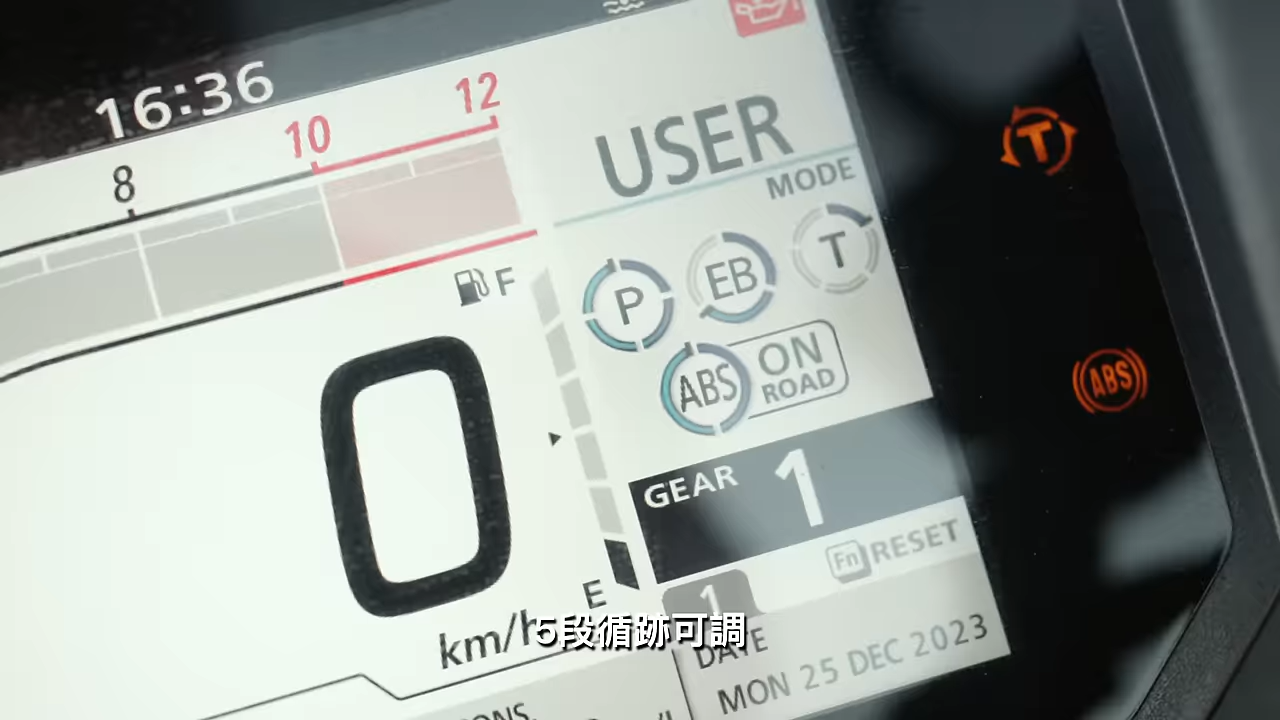 16:36
8
10
12
USER
MODE
P
EB
T
ABS
ON
ROAD
F
0
km/h
E
GEAR 1
Fn RESET
1
DATE
MON 25 DEC 2023
T
ABS
5段循跡可調